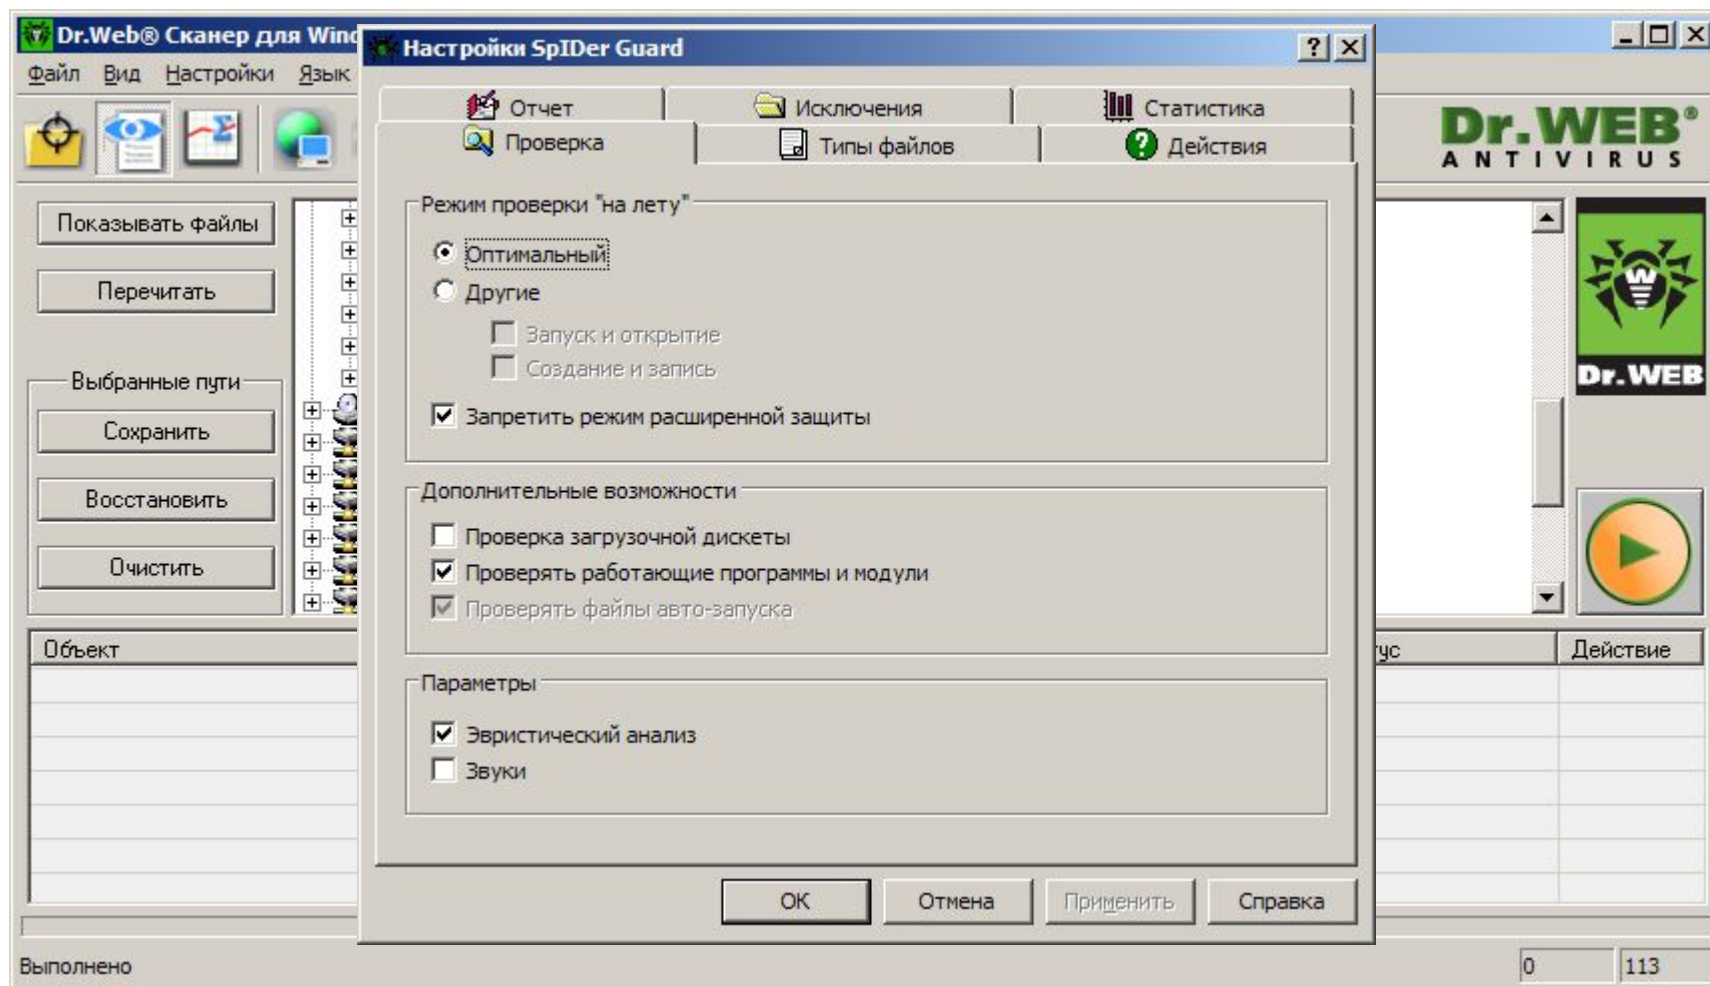 Dr.Web® Сканер для Wind
Файл Вид Настройки Язык
Dr.WEB®
ANTIVIRUS
Показывать файлы
Перечитать
Выбранные пути
Сохранить
Восстановить
Очистить
Dr.WEB
Объект
Действие
Выполнено
0
113
Настройки SpIDer Guard
Отчет
Исключения
Статистика
Проверка
Типы файлов
Действия
Режим проверки "на лету"
Оптимальный
Другие
Запуск и открытие
Создание и запись
Запретить режим расширенной защиты
Дополнительные возможности
Проверка загрузочной дискеты
Проверять работающие программы и модули
Проверять файлы авто-запуска
Параметры
Эвристический анализ
Звуки
ОК
Отмена
Применить
Справка